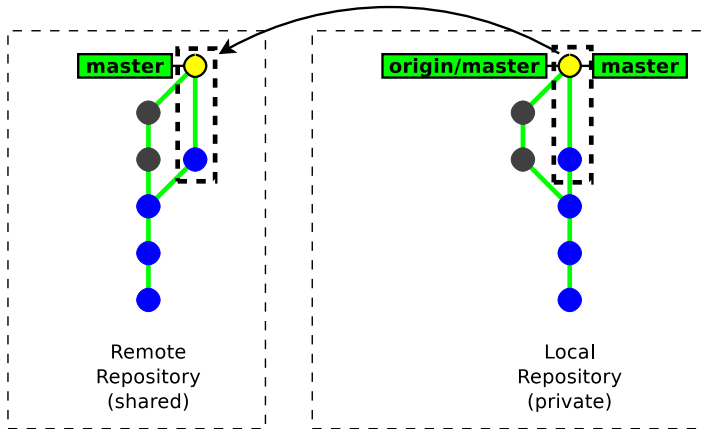 master
origin/master
master
Remote
Repository
(shared)
Local
Repository
(private)